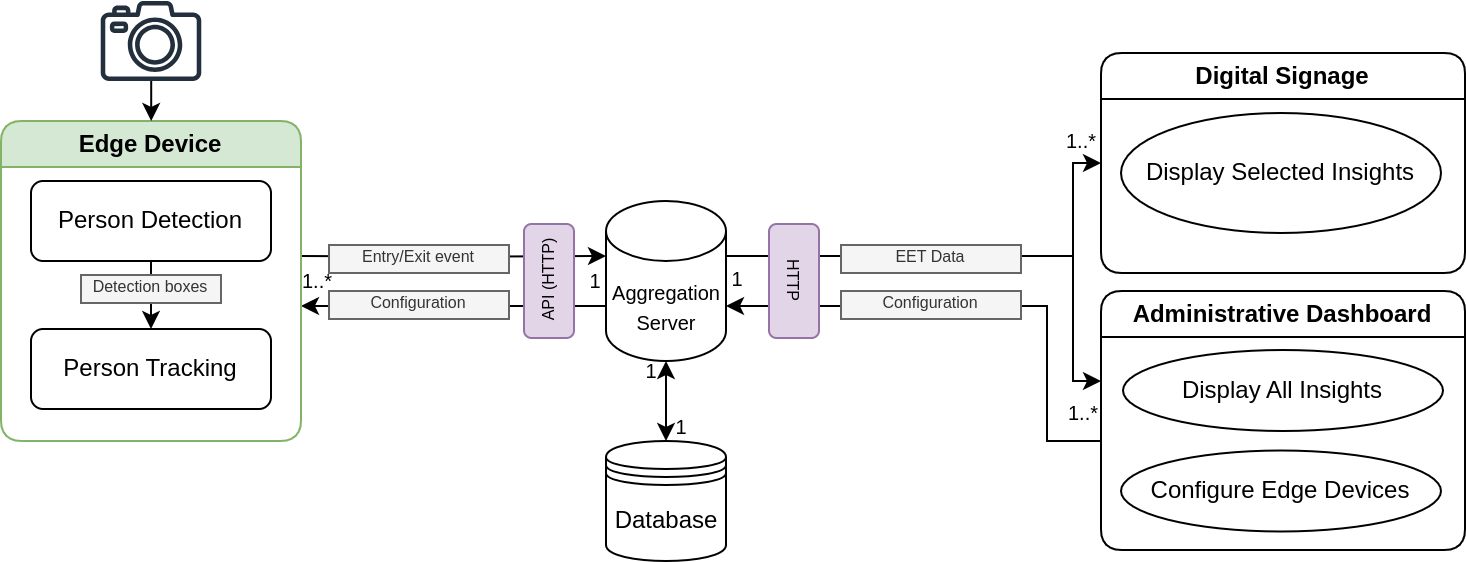 Edge Device
Person Detection
Detection boxes
Person Tracking
1..*
Entry/Exit event
Configuration
API (HTTP)
1
Aggregation
Server
1
1
Database
1
HTTP
EET Data
Configuration
1..*
Digital Signage
Display Selected Insights
1..*
Administrative Dashboard
Display All Insights
Configure Edge Devices